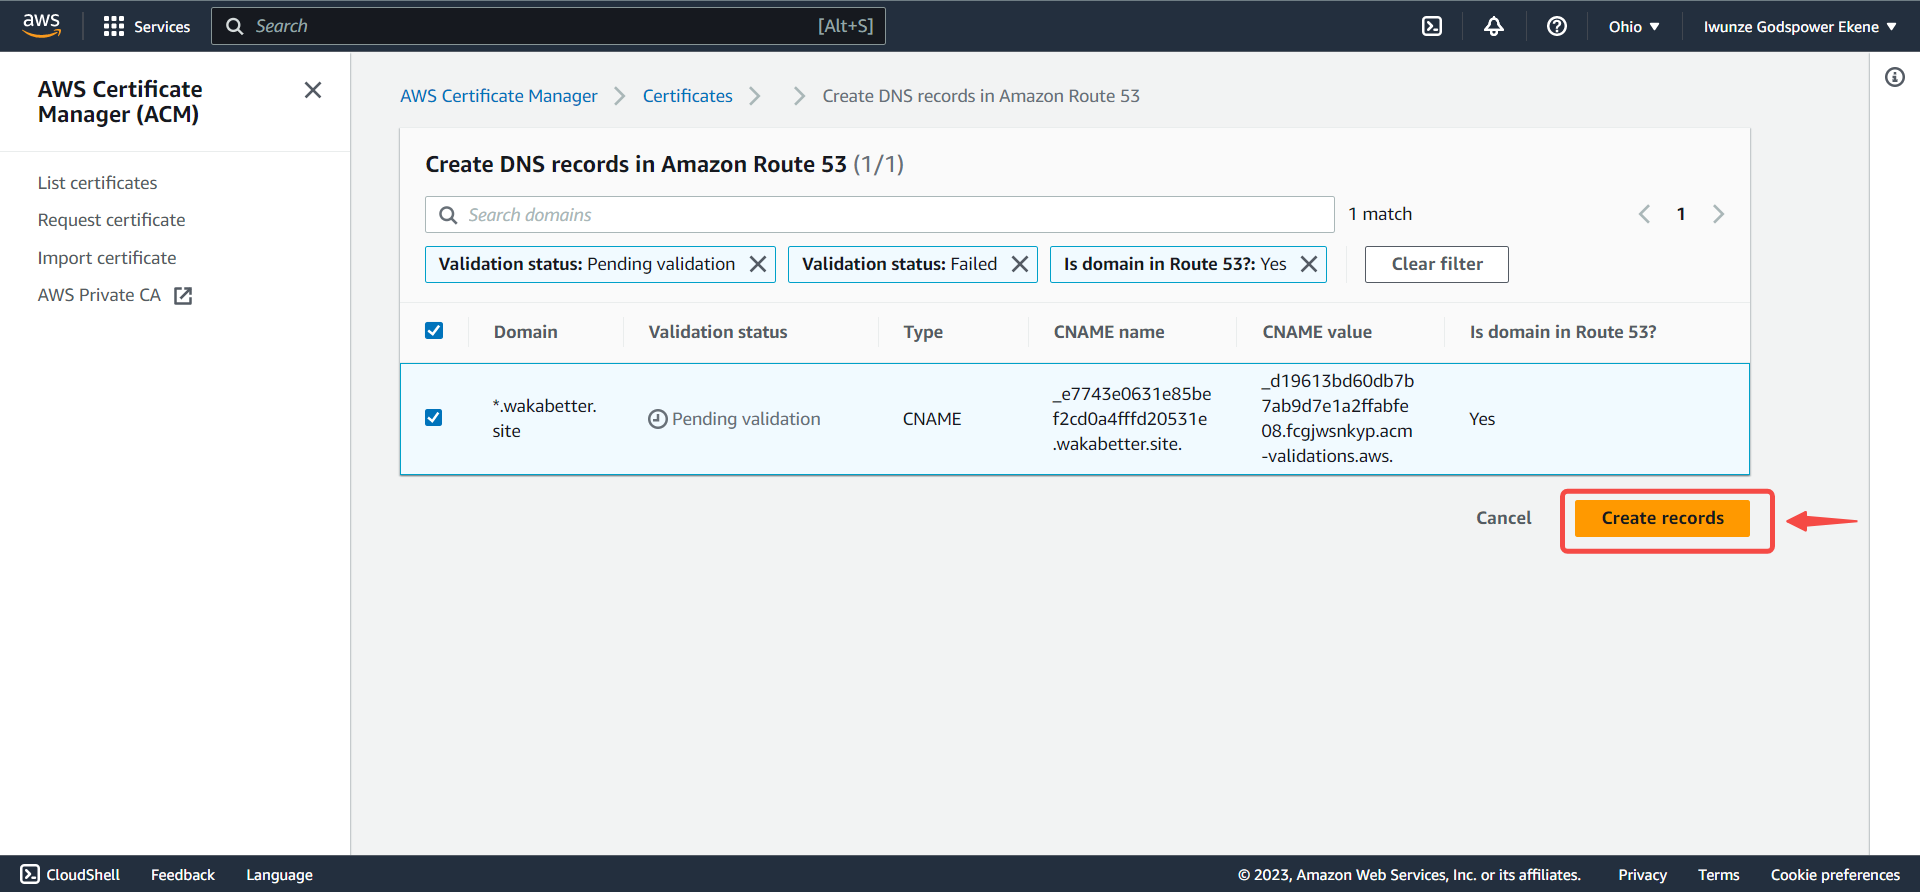 aws
Services
Search
[Alt+S]
Ohio
Iwunze Godspower Ekene
AWS Certificate
Manager (ACM)
List certificates
Request certificate
Import certificate
AWS Private CA
AWS Certificate Manager
Certificates
Create DNS records in Amazon Route 53
Create DNS records in Amazon Route 53 (1/1)
Search domains
1 match
1
Validation status: Pending validation
Validation status: Failed
Is domain in Route 53?: Yes
Clear filter
Domain
Validation status
Type
CNAME name
CNAME value
Is domain in Route 53?
*.wakabetter.
site
Pending validation
CNAME
_e7743e0631e85be
f2cd0a4fffd20531e
.wakabetter.site.
_d19613bd60db7b
7ab9d7e1a2ffabfe
08.fcgjwsnkyp.acm
-validations.aws.
Yes
Cancel
Create records
CloudShell
Feedback
Language
© 2023, Amazon Web Services, Inc. or its affiliates.
Privacy
Terms
Cookie preferences